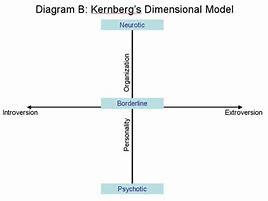 Diagram B: Kernberg's Dimensional Model
Neurotic
Organization
Borderline
Introversion
Extroversion
Personality
Psychotic